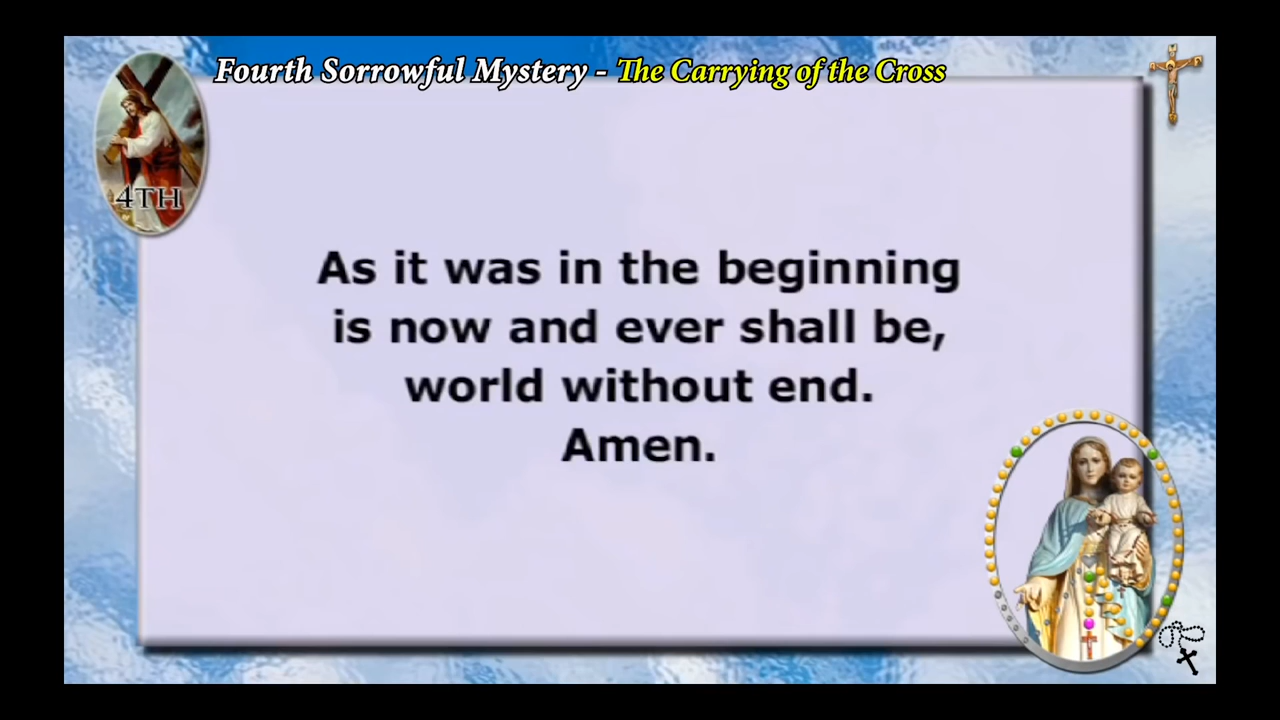 Fourth Sorrowful Mystery - The Carrying of the Cross
4TH
As it was in the beginning
is now and ever shall be,
world without end.
Amen.